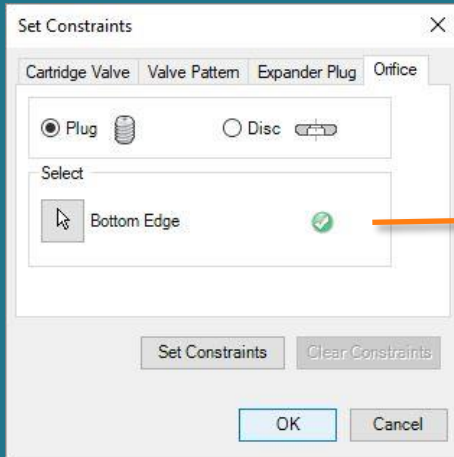 Set Constraints
Cartridge Valve Valve Pattern Expander Plug Orifice
Plug Disc
Select
Bottom Edge
Set Constraints Clear Constraints
OK Cancel